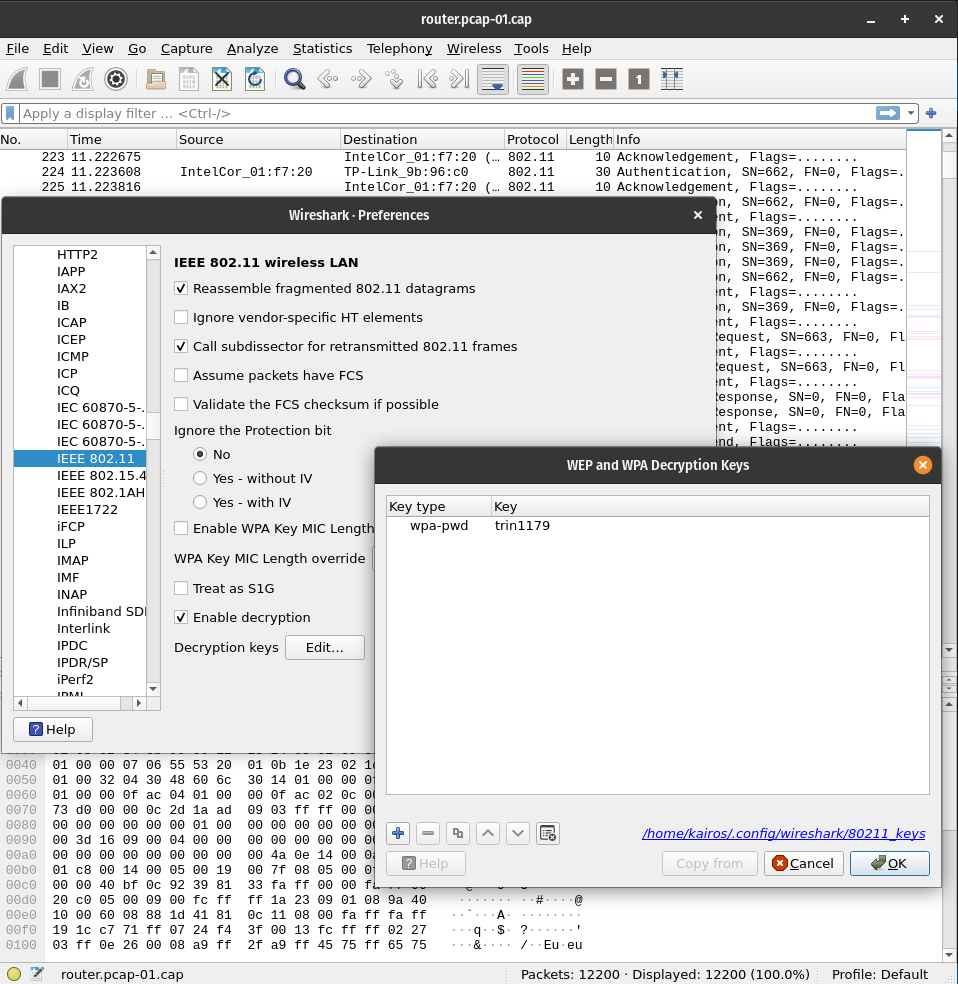 router.pcap-01.cap
File Edit View Go Capture Analyze Statistics Telephony Wireless Tools Help
Apply a display filter … <Ctrl-/>
No. Time Source Destination Protocol Length Info
223 11.222675 IntelCor_01:f7:20 (… 802.11 10 Acknowledgement, Flags=........
224 11.223608 IntelCor_01:f7:20 TP-Link_9b:96:c0 802.11 30 Authentication, SN=662, FN=0, Flags=.
225 11.223816 IntelCor_01:f7:20 (… 802.11 10 Acknowledgement, Flags=........
n, SN=662, FN=0, Flags=.
nt, Flags=........
n, SN=369, FN=0, Flags=.
n, SN=369, FN=0, Flags=.
n, SN=369, FN=0, Flags=.
n, SN=662, FN=0, Flags=.
nt, Flags=........
n, SN=369, FN=0, Flags=.
nt, Flags=........
equest, SN=663, FN=0, Fl
nt, Flags=........
equest, SN=663, FN=0, Fl
nt, Flags=........
esponse, SN=0, FN=0, Fla
esponse, SN=0, FN=0, Fla
nt, Flags=........
nd, Flags=........
Wireshark · Preferences
HTTP2
IAPP
IAX2
IB
ICAP
ICEP
ICMP
ICP
ICQ
IEC 60870-5-.
IEC 60870-5-.
IEC 60870-5-.
IEEE 802.11
IEEE 802.15.4
IEEE 802.1AH
IEEE1722
iFCP
ILP
IMAP
IMF
INAP
Infiniband SDI
Interlink
IPDC
IPDR/SP
iPerf2
IPMI
Help
IEEE 802.11 wireless LAN
Reassemble fragmented 802.11 datagrams
Ignore vendor-specific HT elements
Call subdissector for retransmitted 802.11 frames
Assume packets have FCS
Validate the FCS checksum if possible
Ignore the Protection bit
No
Yes - without IV
Yes - with IV
Enable WPA Key MIC Length
WPA Key MIC Length override
Treat as S1G
Enable decryption
Decryption keys Edit…
WEP and WPA Decryption Keys
Key type Key
wpa-pwd trin1179
/home/kairos/.config/wireshark/80211_keys
Help Copy from Cancel OK
0040 01 00 00 07 06 55 53 20 01 0b 1e 23 02 1
0050 01 00 32 04 30 48 60 6c 30 14 01 00 00 0f
0060 01 00 00 0f ac 04 01 00 00 0f ac 02 0c 00
0070 73 d0 00 00 0c 2d 1a ad 09 03 ff ff 00 00
0080 00 00 00 00 00 00 01 00 00 00 00 00 00 00
0090 00 3d 16 09 00 04 00 00 00 00 00 00 00 00
00a0 00 00 00 00 00 00 00 00 4a 0e 14 00 0a
00b0 01 c8 00 14 00 05 00 19 00 7f 08 05 00 0f
00c0 00 00 40 bf 0c 92 39 81 33 fa ff 00 00 fa ff 00
00d0 20 c0 05 00 09 00 fc ff ff 1a 23 09 01 08 9a 40 ········ ··#····@
00e0 10 00 60 08 88 1d 41 81 0c 11 08 00 fa ff fa ff ··`···A· ········
00f0 19 1c c7 71 ff 07 24 f4 3f 00 13 fc ff ff 02 27 ···q··$· ?······'
0100 03 ff 0e 26 00 08 a9 ff 2f a9 ff 45 75 ff 65 75 ···&···· /··Eu·eu
router.pcap-01.cap Packets: 12200 · Displayed: 12200 (100.0%) Profile: Default